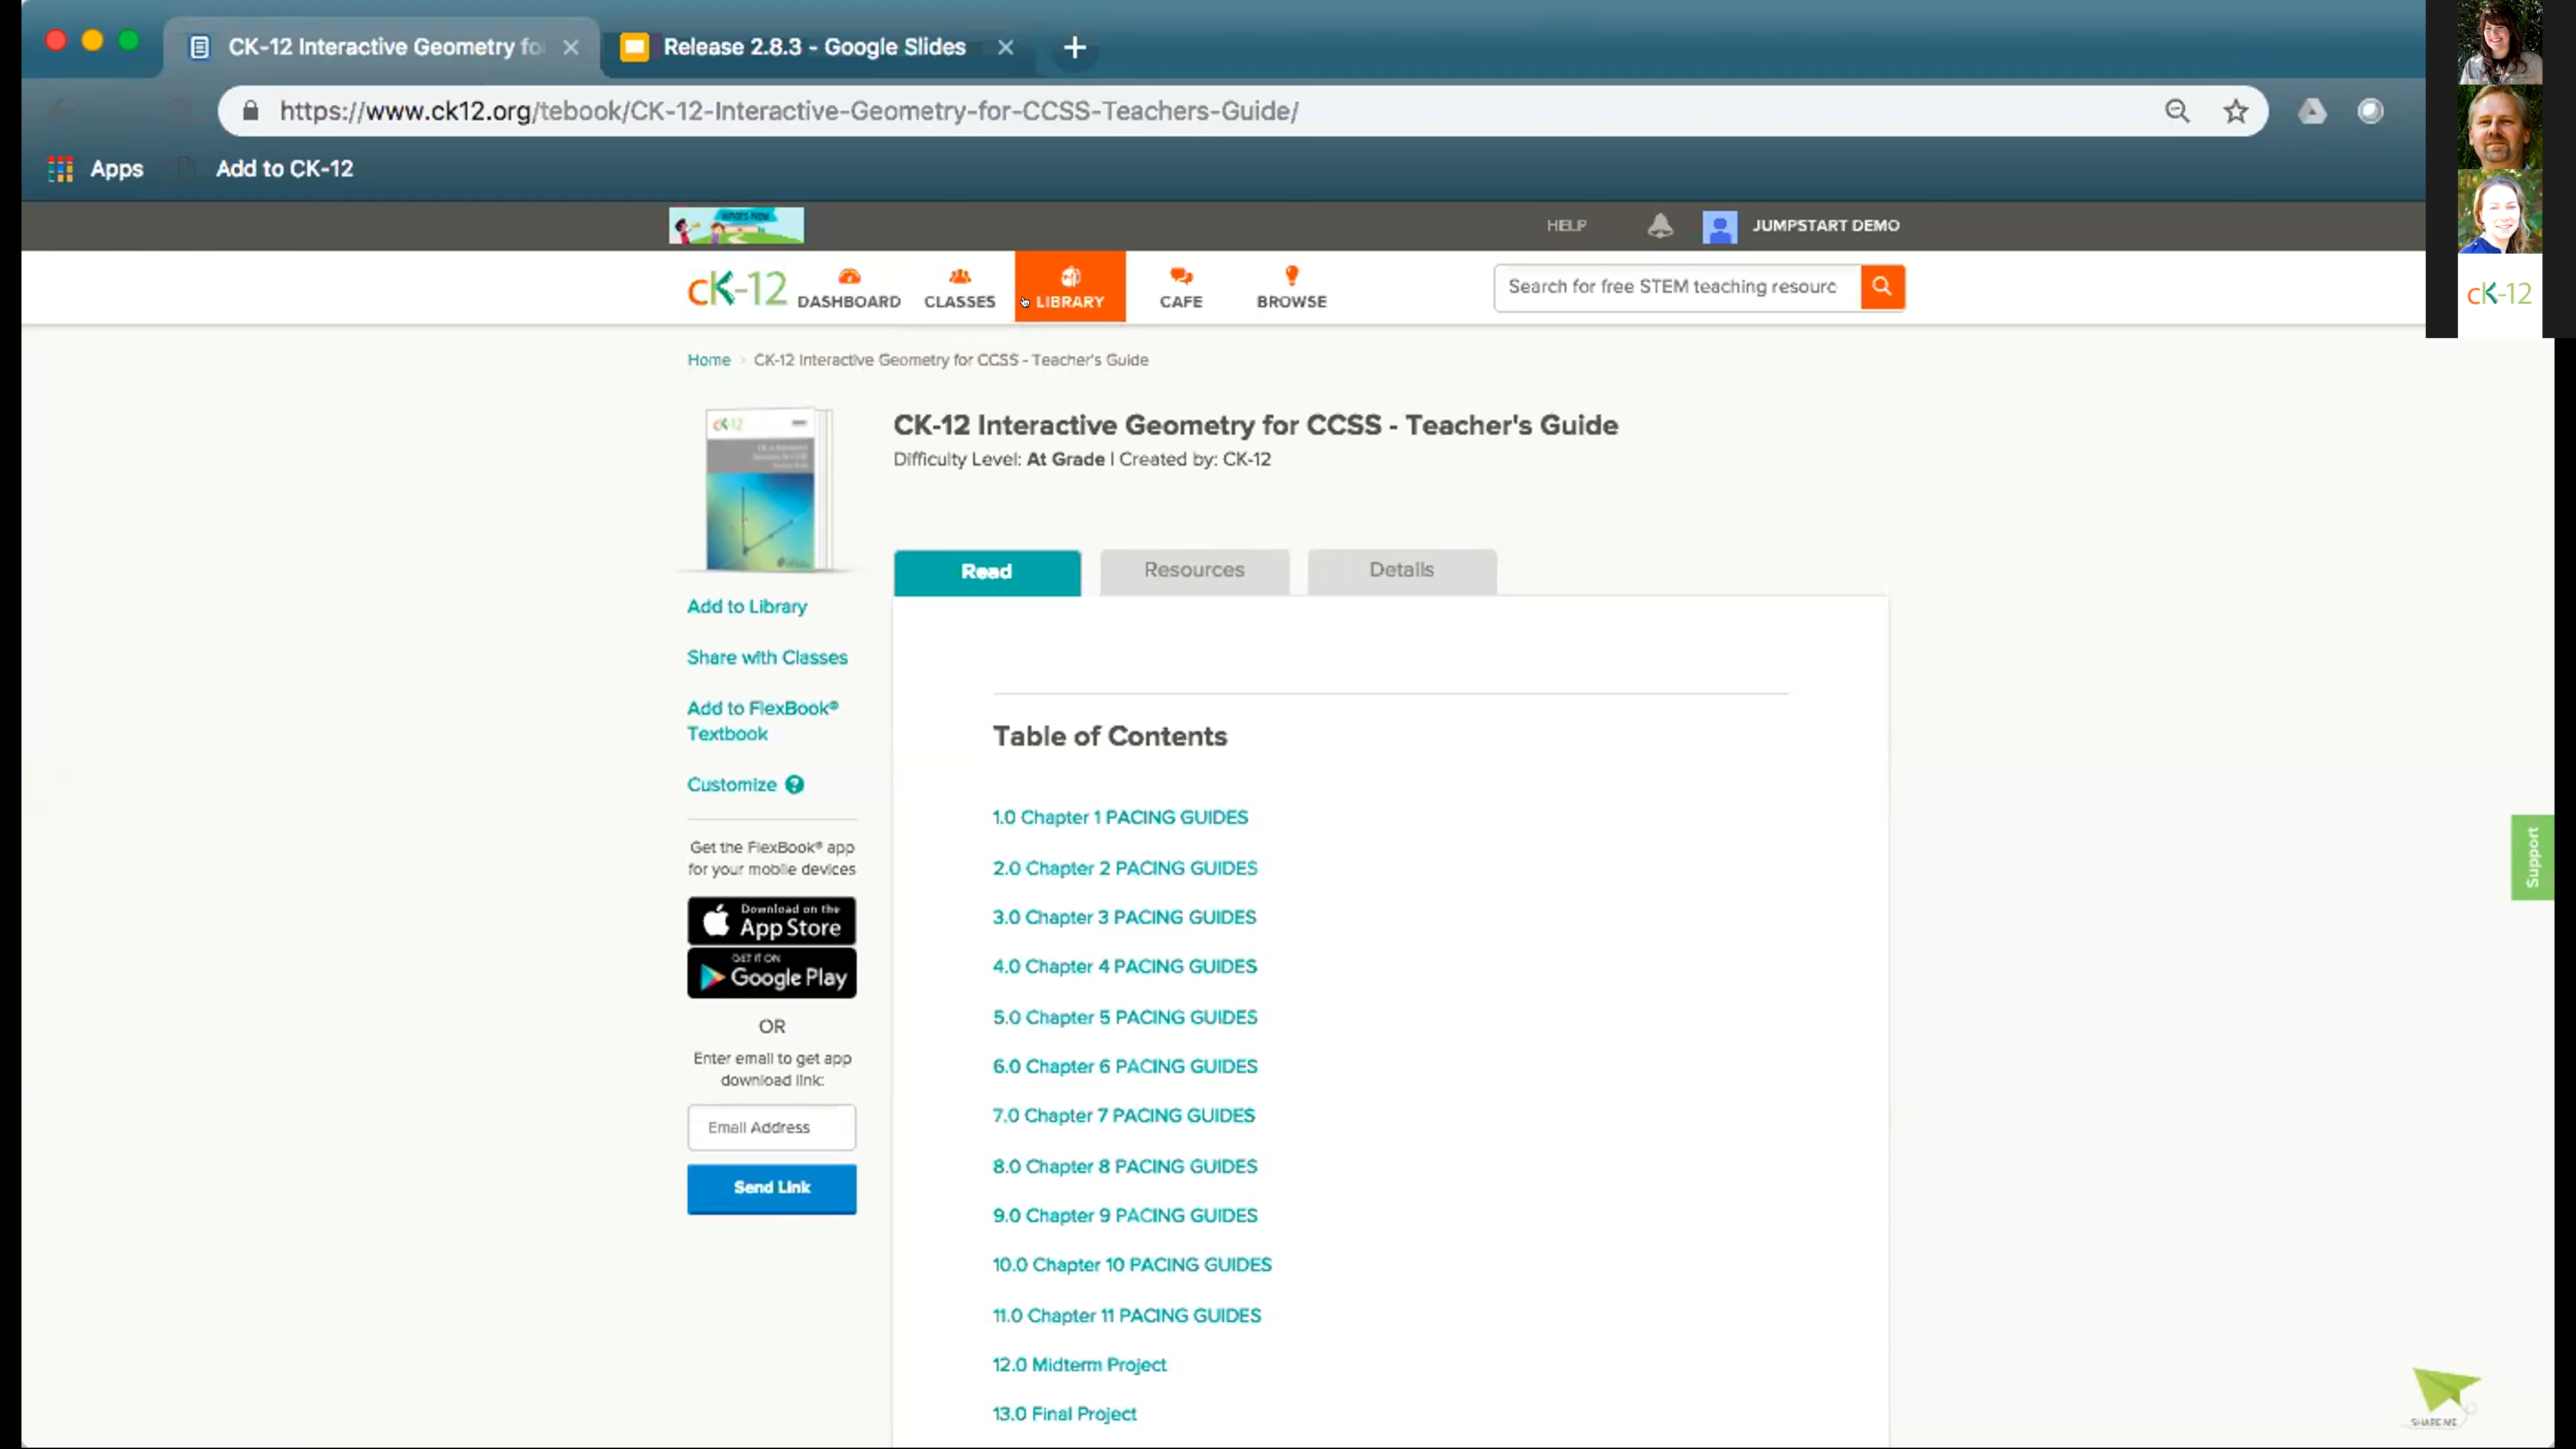 CK-12 Interactive Geometry fo
Release 2.8.3 - Google Slides
https://www.ck12.org/tebook/CK-12-Interactive-Geometry-for-CCSS-Teachers-Guide/
Apps
Add to CK-12
WHAT'S NEW
HELP
JUMPSTART DEMO
cK-12
DASHBOARD
CLASSES
LIBRARY
CAFE
BROWSE
Search for free STEM teaching resourc
cK-12
Home
CK-12 Interactive Geometry for CCSS - Teacher's Guide
cK-12
CK-12 Interactive Geometry for CCSS - Teacher's Guide
Difficulty Level: At Grade | Created by: CK-12
Read
Resources
Details
Add to Library
Share with Classes
Add to FlexBook®
Textbook
Customize ?
Get the FlexBook® app
for your mobile devices
Download on the
App Store
GET IT ON
Google Play
OR
Enter email to get app
download link:
Email Address
Send Link
Table of Contents
1.0 Chapter 1 PACING GUIDES
2.0 Chapter 2 PACING GUIDES
3.0 Chapter 3 PACING GUIDES
4.0 Chapter 4 PACING GUIDES
5.0 Chapter 5 PACING GUIDES
6.0 Chapter 6 PACING GUIDES
7.0 Chapter 7 PACING GUIDES
8.0 Chapter 8 PACING GUIDES
9.0 Chapter 9 PACING GUIDES
10.0 Chapter 10 PACING GUIDES
11.0 Chapter 11 PACING GUIDES
12.0 Midterm Project
13.0 Final Project
Support
SHARE ME